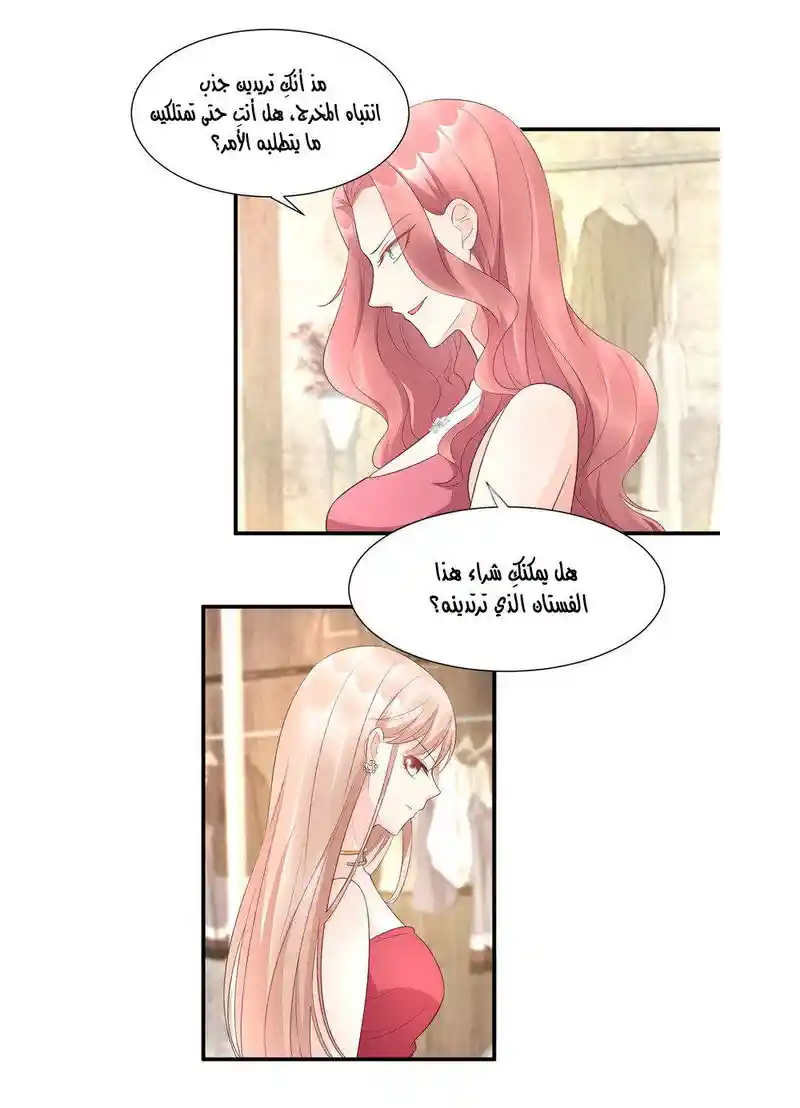 مذ أنكِ تريدين جذب
انتباه المخرج، هل أنتِ حتى تمتلكين
ما يتطلبه الأمر؟
هل يمكنكِ شراء هذا
الفستان الذي ترتدينه؟